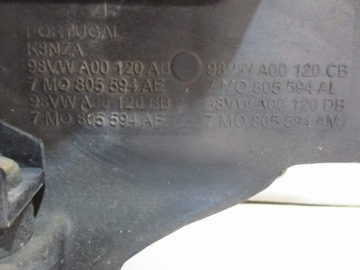 PORTUGAL
K8NZA
98VW A00 120 AB
7 MO 805 594 AE
98VW A00 120 BB
7 MO 805 594 AF
98VW A00 120 CB
7 MO 805 594 AL
98VW A00 120 DB
7 MO 805 594 AM